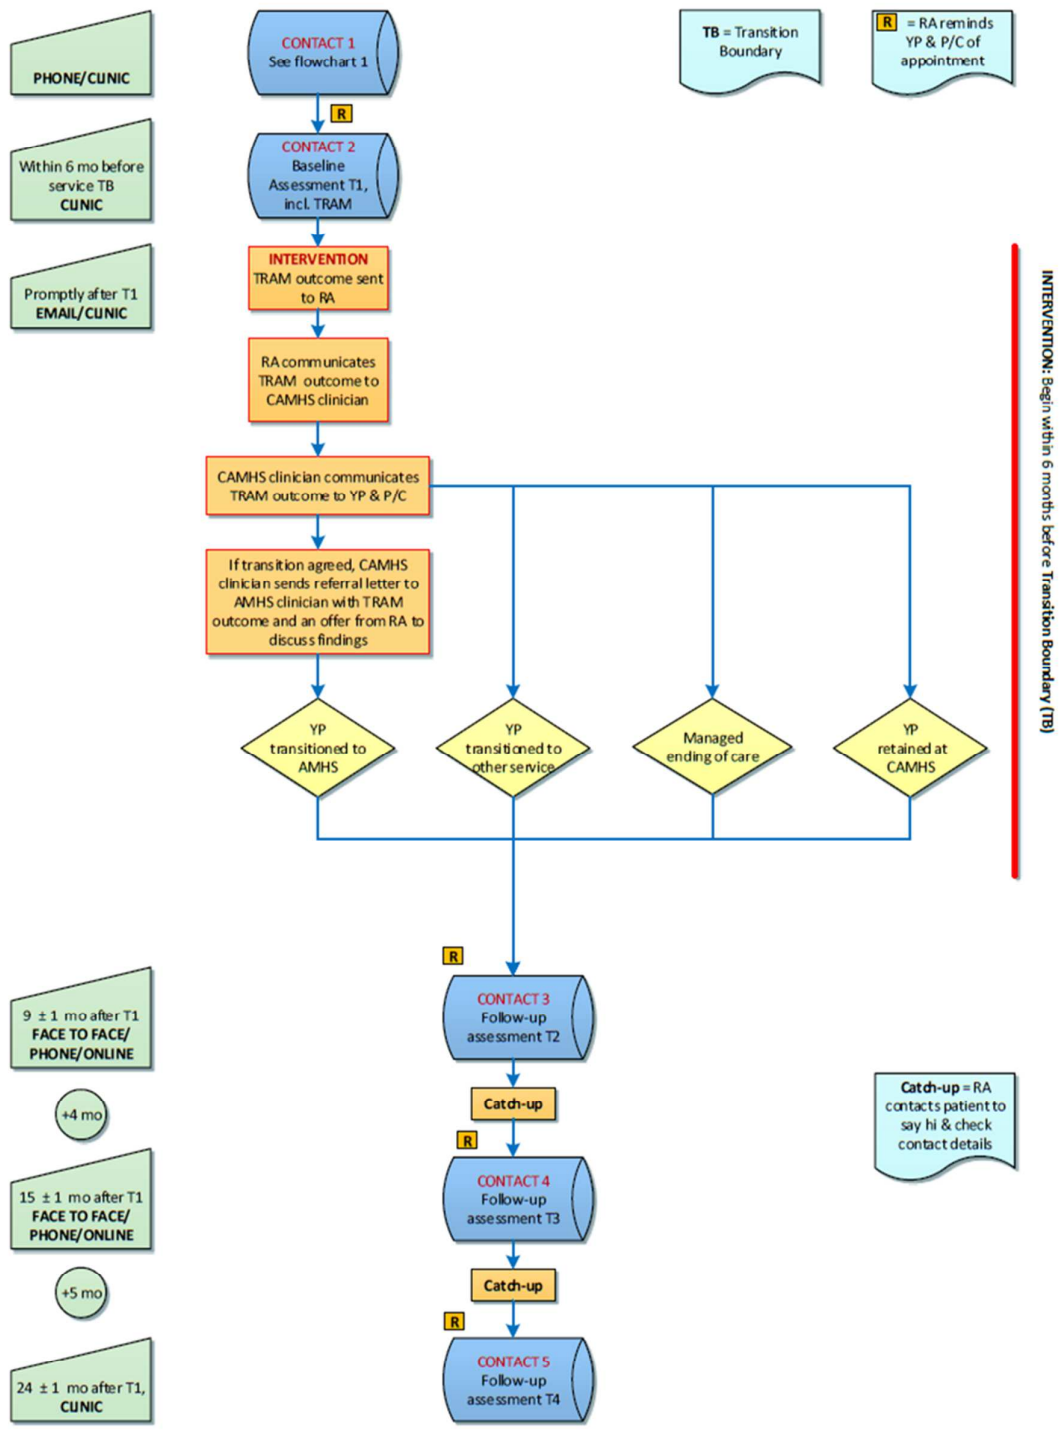 PHONE/CLINIC
CONTACT 1
See flowchart 1
TB = Transition
Boundary
R = RA reminds
YP & P/C of
appointment
R
Within 6 mo before
service TB
CLINIC
CONTACT 2
Baseline
Assessment T1,
incl. TRAM
Promptly after T1
EMAIL/CLINIC
INTERVENTION
TRAM outcome sent
to RA
RA communicates
TRAM outcome to
CAMHS clinician
CAMHS clinician communicates
TRAM outcome to YP & P/C
If transition agreed, CAMHS
clinician sends referral letter to
AMHS clinician with TRAM
outcome and an offer from RA to
discuss findings
INTERVENTION: Begin within 6 months before Transition Boundary (TB)
YP
transitioned to
AMHS
YP
transitioned to
other service
Managed
ending of care
YP
retained at
CAMHS
R
9 ± 1 mo after T1
FACE TO FACE/
PHONE/ONLINE
CONTACT 3
Follow-up
assessment T2
+4 mo
Catch-up
Catch-up = RA
contacts patient to
say hi & check
contact details
R
15 ± 1 mo after T1
FACE TO FACE/
PHONE/ONLINE
CONTACT 4
Follow-up
assessment T3
+5 mo
Catch-up
R
24 ± 1 mo after T1,
CLINIC
CONTACT 5
Follow-up
assessment T4